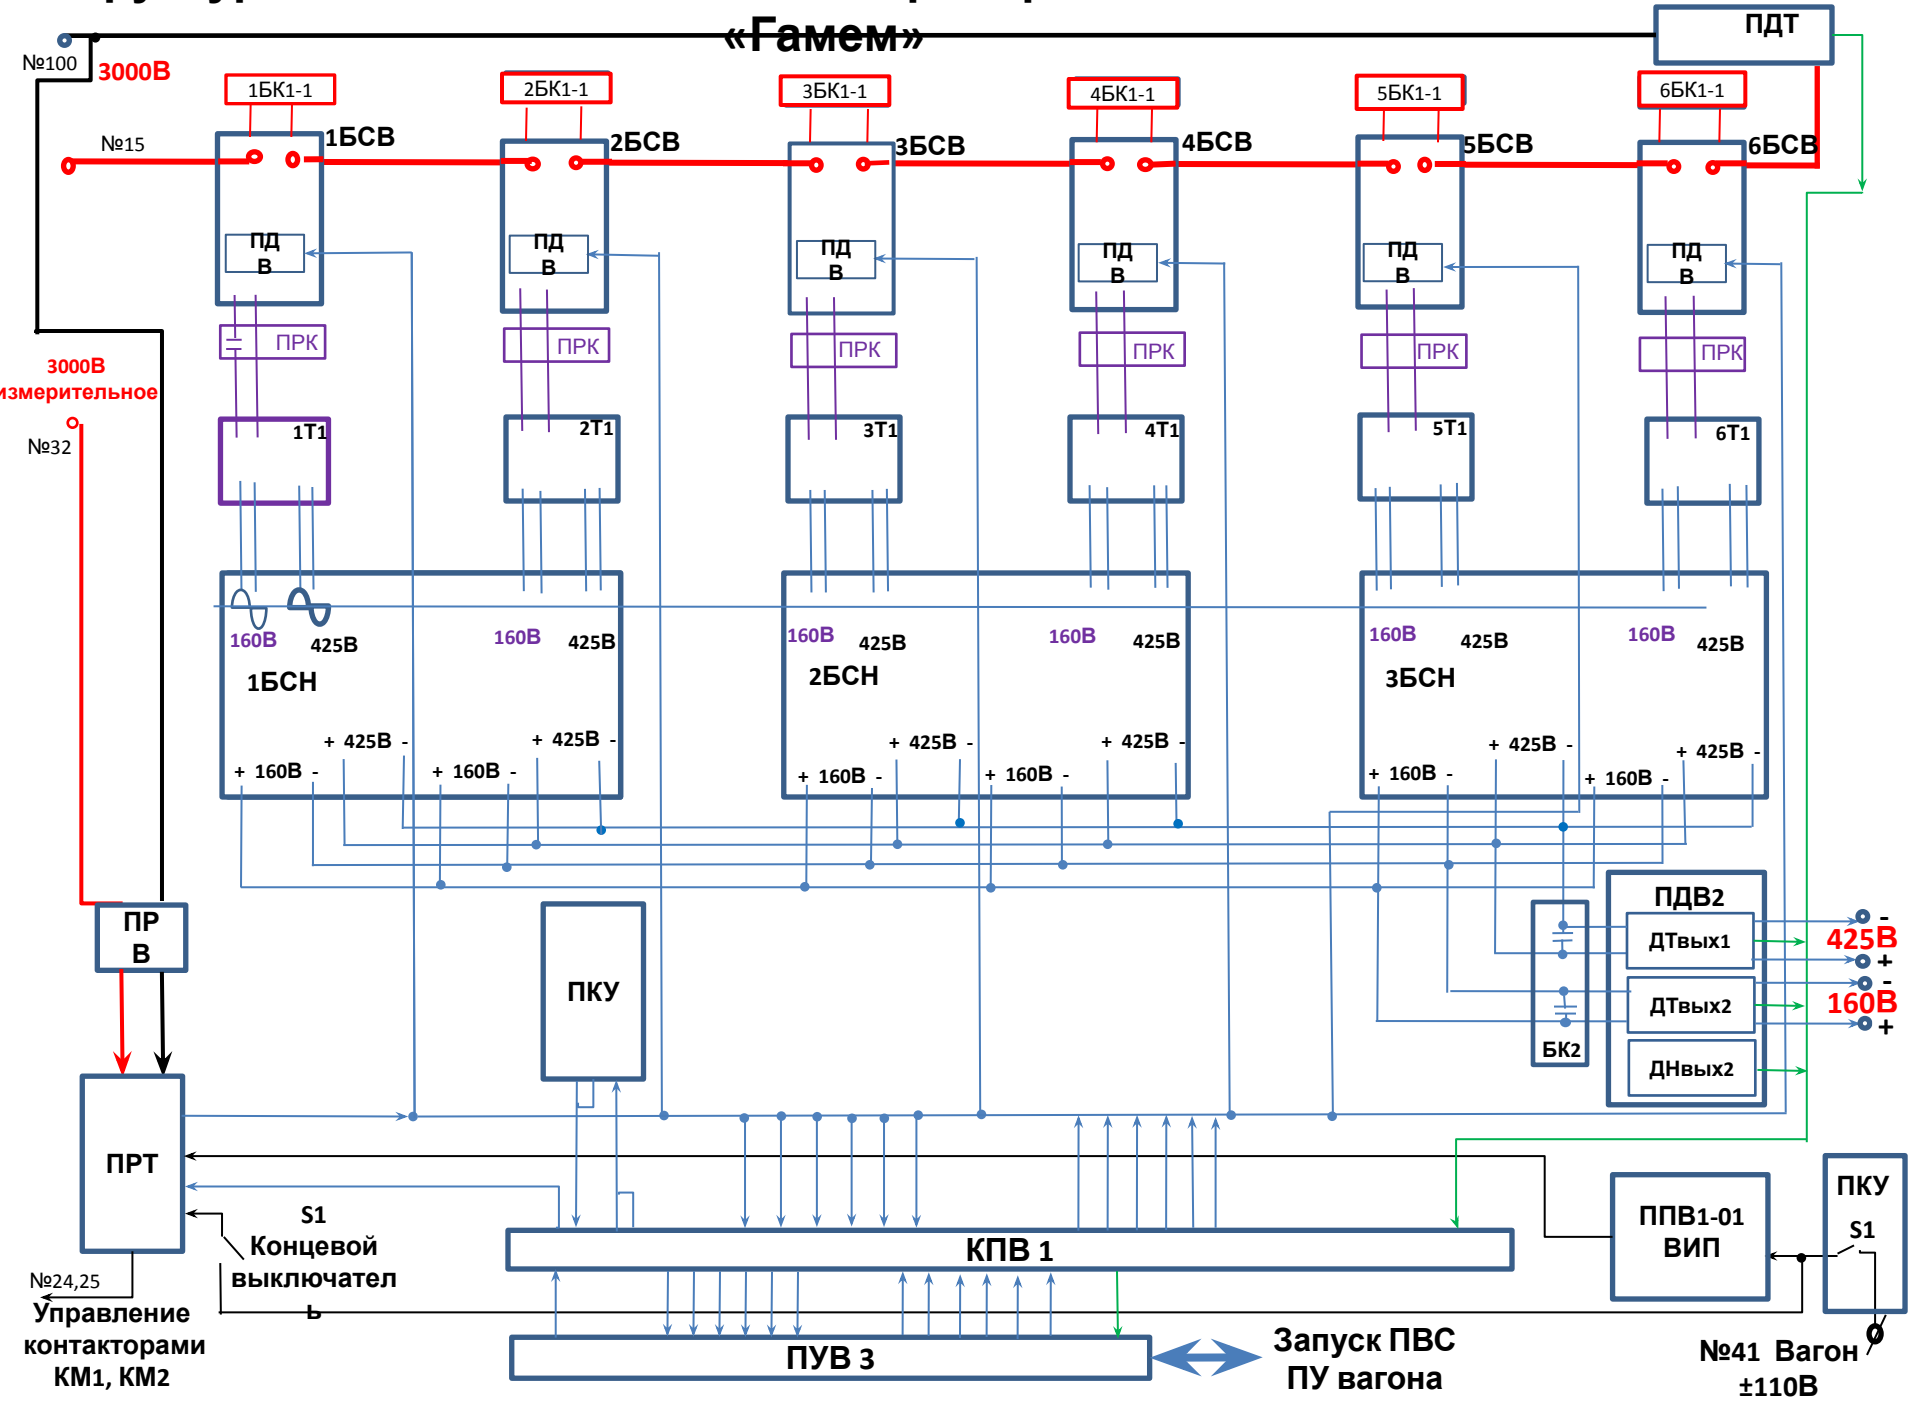 «Гамем»
ПДТ
№100
3000В
1БК1-1
2БК1-1
3БК1-1
4БК1-1
5БК1-1
6БК1-1
№15
1БСВ
2БСВ
3БСВ
4БСВ
5БСВ
6БСВ
ПД
В
ПД
В
ПД
В
ПД
В
ПД
В
ПД
В
ПРК
ПРК
ПРК
ПРК
ПРК
ПРК
3000В
измерительное
№32
1Т1
2Т1
3Т1
4Т1
5Т1
6Т1
160В
425В
160В
425В
160В
425В
160В
425В
160В
425В
160В
425В
1БСН
2БСН
3БСН
+ 425В -
+ 425В -
+ 425В -
+ 425В -
+ 425В -
+ 425В -
+ 160В -
+ 160В -
+ 160В -
+ 160В -
+ 160В -
+ 160В -
ПР
В
ПКУ
БК2
ПДВ2
ДТвых1
ДТвых2
ДНвых2
-
425В
+
-
160В
+
ПРТ
S1
Концевой
выключател
ь
№24,25
Управление
контакторами
КМ1, КМ2
КПВ 1
ПУВ 3
Запуск ПВС
ПУ вагона
ППВ1-01
ВИП
ПКУ
S1
№41 Вагон
±110В